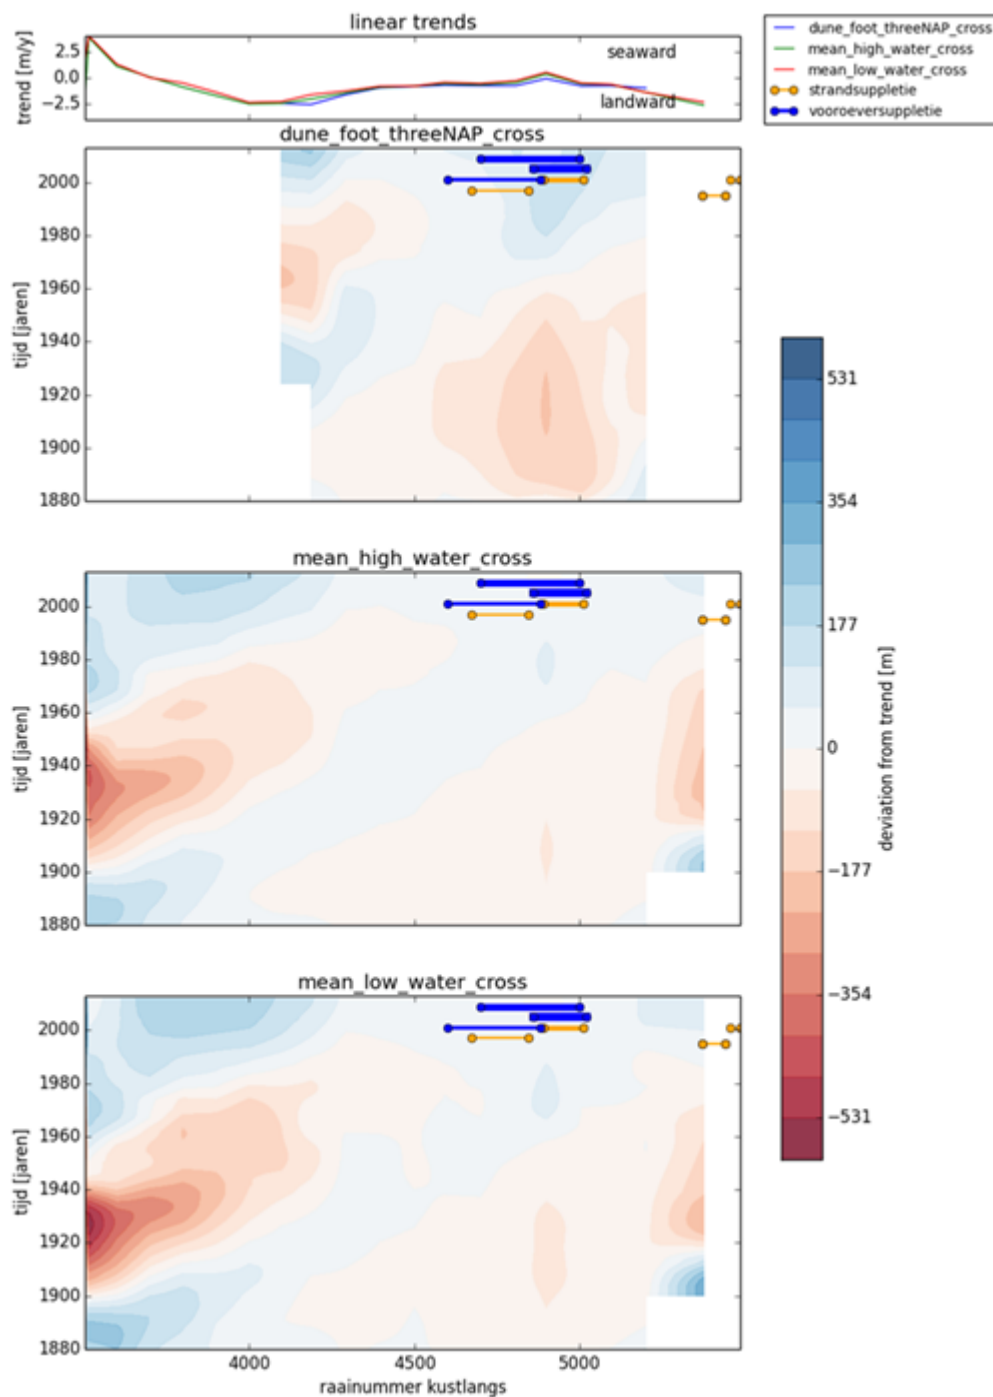 linear trends
trend [m/y]
2.5
0.0
−2.5
seaward
landward
dune_foot_threeNAP_cross
mean_high_water_cross
mean_low_water_cross
strandsuppletie
vooroeversuppletie
dune_foot_threeNAP_cross
tijd [jaren]
2000
1980
1960
1940
1920
1900
1880
mean_high_water_cross
tijd [jaren]
2000
1980
1960
1940
1920
1900
1880
mean_low_water_cross
tijd [jaren]
2000
1980
1960
1940
1920
1900
1880
4000 4500 5000
raainummer kustlangs
531
354
177
0
−177
−354
−531
deviation from trend [m]